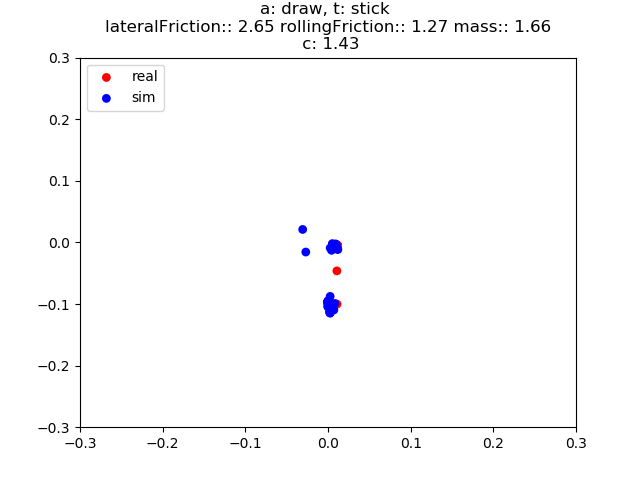 a: draw, t: stick
lateralFriction:: 2.65 rollingFriction:: 1.27 mass:: 1.66
c: 1.43
real
sim
0.3
0.2
0.1
0.0
−0.1
−0.2
−0.3
−0.3 −0.2 −0.1 0.0 0.1 0.2 0.3